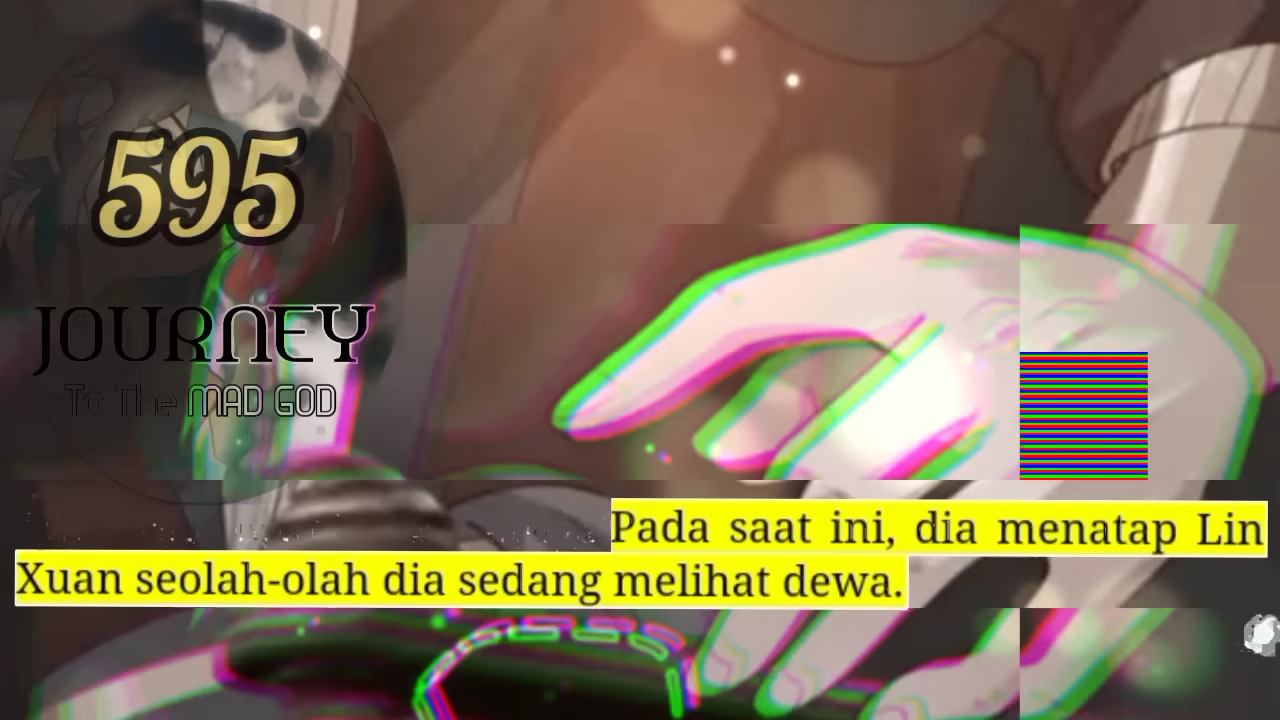 595
JOURNEY
To The MAD GOD
Pada saat ini, dia menatap Lin
Xuan seolah-olah dia sedang melihat dewa.